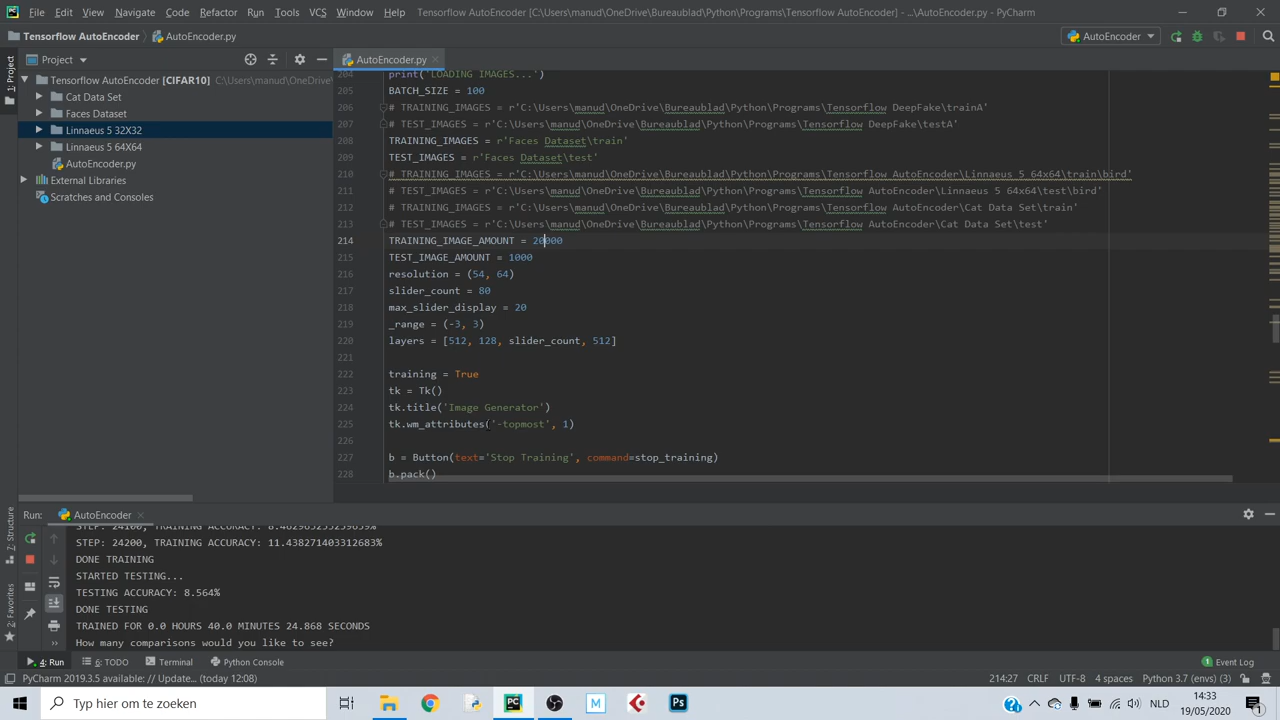 File Edit View Navigate Code Refactor Run Tools VCS Window Help Tensorflow AutoEncoder [C:\Users\manud\OneDrive\Bureaublad\Python\Programs\Tensorflow AutoEncoder] - ...\AutoEncoder.py - PyCharm
Tensorflow AutoEncoder AutoEncoder.py AutoEncoder
1: Project
Project
AutoEncoder.py
Tensorflow AutoEncoder [CIFAR10] C:\Users\manud\OneDrive\Bureaublad\Pyth
Cat Data Set
Faces Dataset
Linnaeus 5 32X32
Linnaeus 5 64X64
AutoEncoder.py
External Libraries
Scratches and Consoles
204 print('LOADING IMAGES...')
205 BATCH_SIZE = 100
206 # TRAINING_IMAGES = r'C:\Users\manud\OneDrive\Bureaublad\Python\Programs\Tensorflow DeepFake\trainA'
207 # TEST_IMAGES = r'C:\Users\manud\OneDrive\Bureaublad\Python\Programs\Tensorflow DeepFake\testA'
208 TRAINING_IMAGES = r'Faces Dataset\train'
209 TEST_IMAGES = r'Faces Dataset\test'
210 # TRAINING_IMAGES = r'C:\Users\manud\OneDrive\Bureaublad\Python\Programs\Tensorflow AutoEncoder\Linnaeus 5 64x64\train\bird'
211 # TEST_IMAGES = r'C:\Users\manud\OneDrive\Bureaublad\Python\Programs\Tensorflow AutoEncoder\Linnaeus 5 64x64\test\bird'
212 # TRAINING_IMAGES = r'C:\Users\manud\OneDrive\Bureaublad\Python\Programs\Tensorflow AutoEncoder\Cat Data Set\train'
213 # TEST_IMAGES = r'C:\Users\manud\OneDrive\Bureaublad\Python\Programs\Tensorflow AutoEncoder\Cat Data Set\test'
214 TRAINING_IMAGE_AMOUNT = 20000
215 TEST_IMAGE_AMOUNT = 1000
216 resolution = (54, 64)
217 slider_count = 80
218 max_slider_display = 20
219 _range = (-3, 3)
220 layers = [512, 128, slider_count, 512]
221
222 training = True
223 tk = Tk()
224 tk.title('Image Generator')
225 tk.wm_attributes('-topmost', 1)
226
227 b = Button(text='Stop Training', command=stop_training)
228 b.pack()
7: Structure
2: Favorites
Run: AutoEncoder
STEP: 24100, TRAINING ACCURACY: 8.462965253259659%
STEP: 24200, TRAINING ACCURACY: 11.438271403312683%
DONE TRAINING
STARTED TESTING...
TESTING ACCURACY: 8.564%
DONE TESTING
TRAINED FOR 0.0 HOURS 40.0 MINUTES 24.868 SECONDS
How many comparisons would you like to see?
4: Run 6: TODO Terminal Python Console 1 Event Log
PyCharm 2019.3.5 available: // Update... (today 12:08) 214:27 CRLF UTF-8 4 spaces Python 3.7 (envs) (3)
Typ hier om te zoeken NLD 14:33
19/05/2020